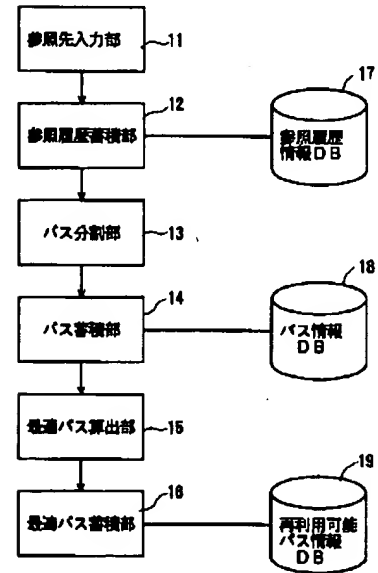 参照先入力部
11
12
17
参照履歴蓄積部
参照履歴
情報DB
パス分割部
13
14
18
パス蓄積部
パス情報
DB
最適パス算出部
15
16
19
最適パス蓄積部
再利用可能
パス情報
DB